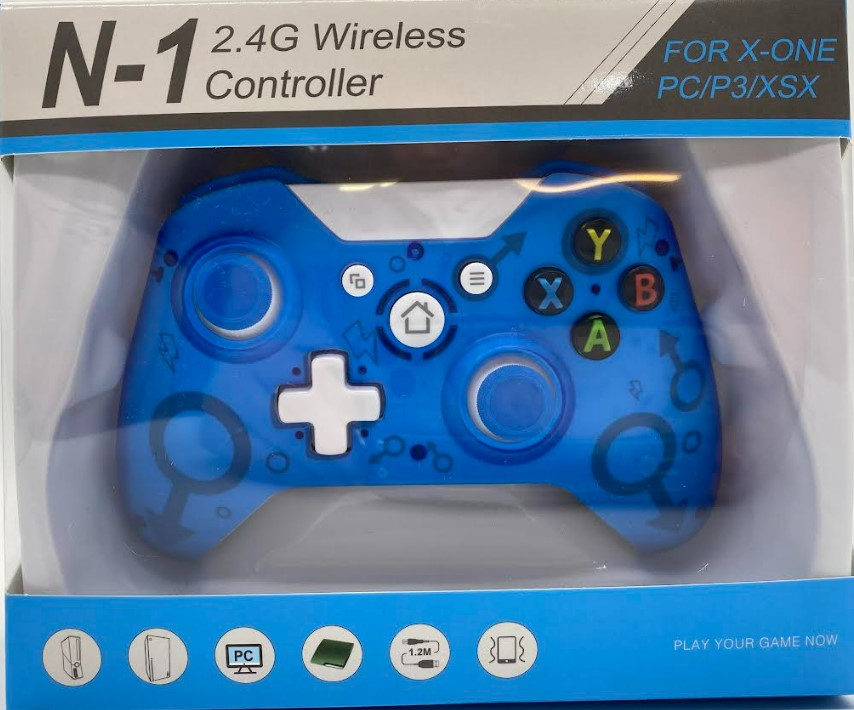 N-1
2.4G Wireless
Controller
FOR X-ONE
PC/P3/XSX
Y
X
B
A
PC
1.2M
PLAY YOUR GAME NOW